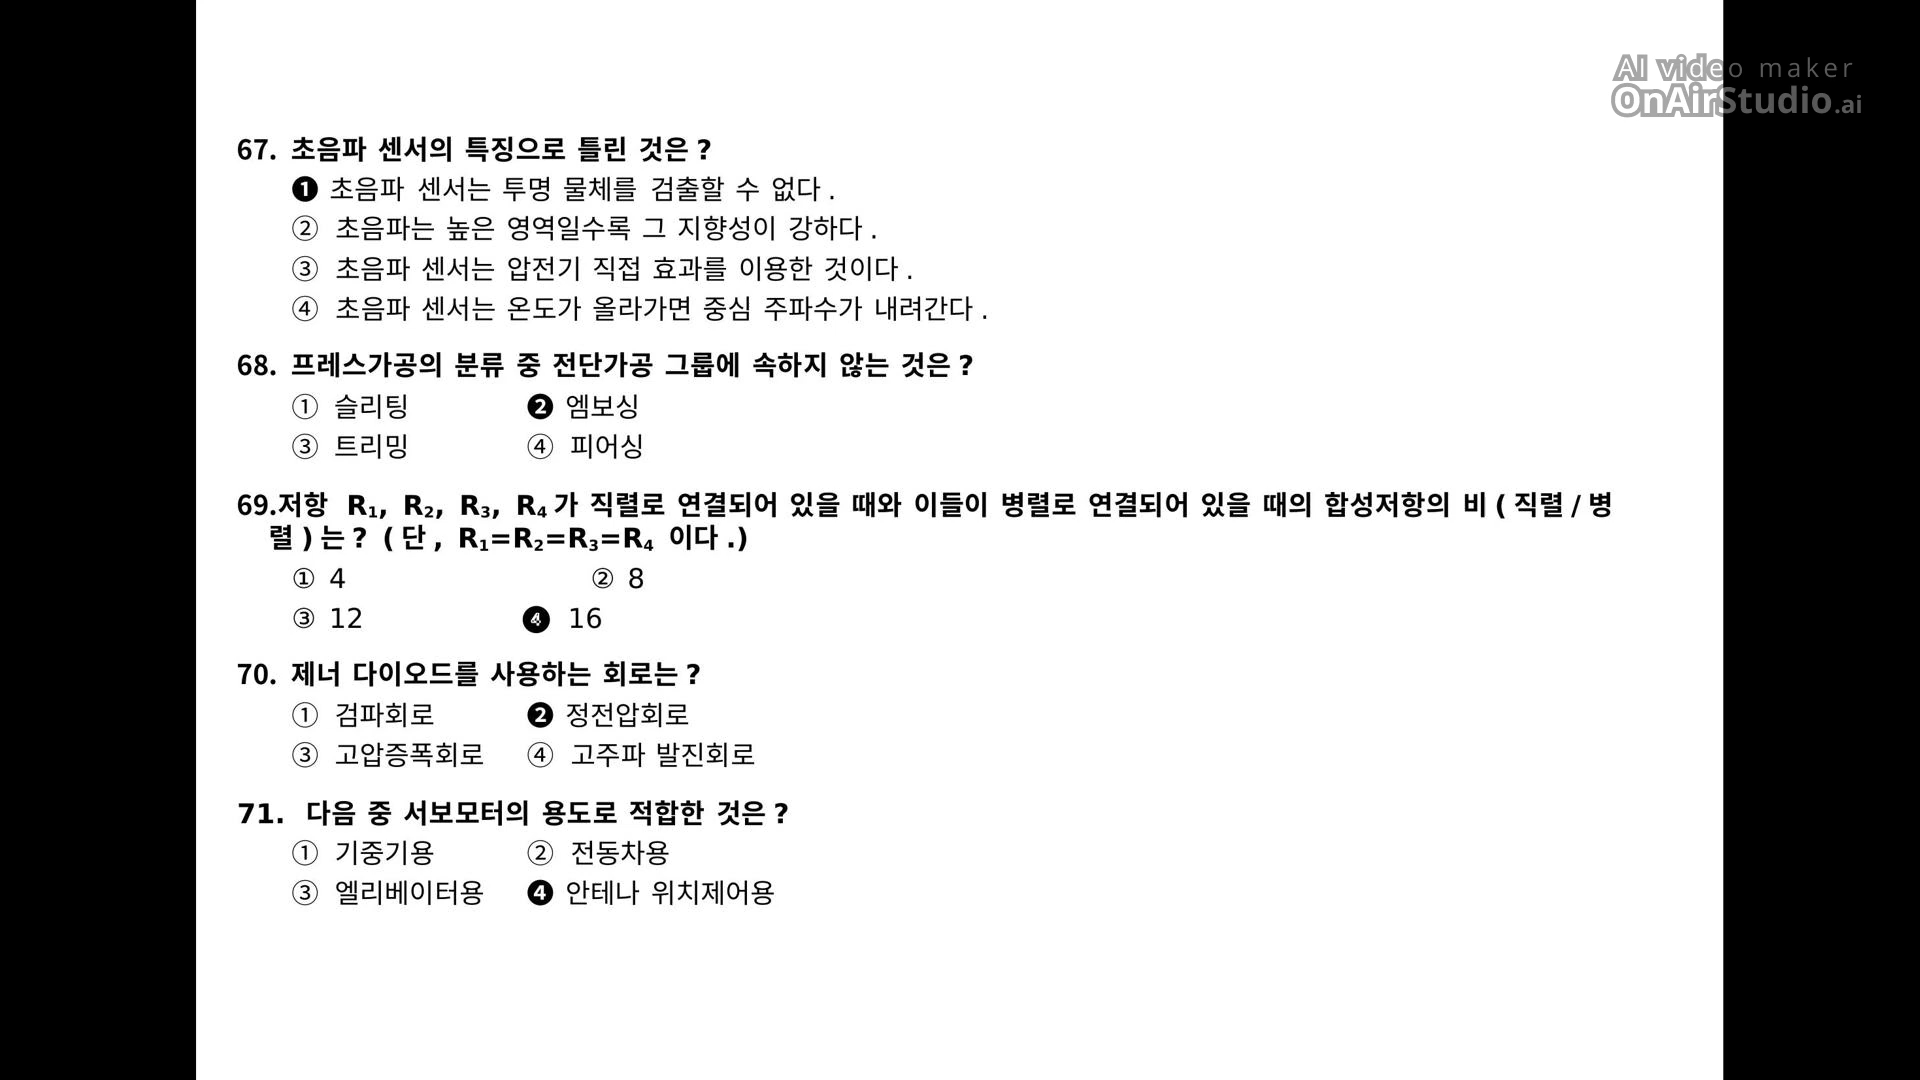 AI video maker
OnAirStudio.ai
67. 초음파 센서의 특징으로 틀린 것은?
❶ 초음파 센서는 투명 물체를 검출할 수 없다.
② 초음파는 높은 영역일수록 그 지향성이 강하다.
③ 초음파 센서는 압전기 직접 효과를 이용한 것이다.
④ 초음파 센서는 온도가 올라가면 중심 주파수가 내려간다.
68. 프레스가공의 분류 중 전단가공 그룹에 속하지 않는 것은?
① 슬리팅 ❷ 엠보싱
③ 트리밍 ④ 피어싱
69.저항 R₁, R₂, R₃, R₄가 직렬로 연결되어 있을 때와 이들이 병렬로 연결되어 있을 때의 합성저항의 비(직렬/병
렬)는? (단, R₁=R₂=R₃=R₄ 이다.)
① 4 ② 8
③ 12 ❹ 16
70. 제너 다이오드를 사용하는 회로는?
① 검파회로 ❷ 정전압회로
③ 고압증폭회로 ④ 고주파 발진회로
71. 다음 중 서보모터의 용도로 적합한 것은?
① 기중기용 ② 전동차용
③ 엘리베이터용 ❹ 안테나 위치제어용